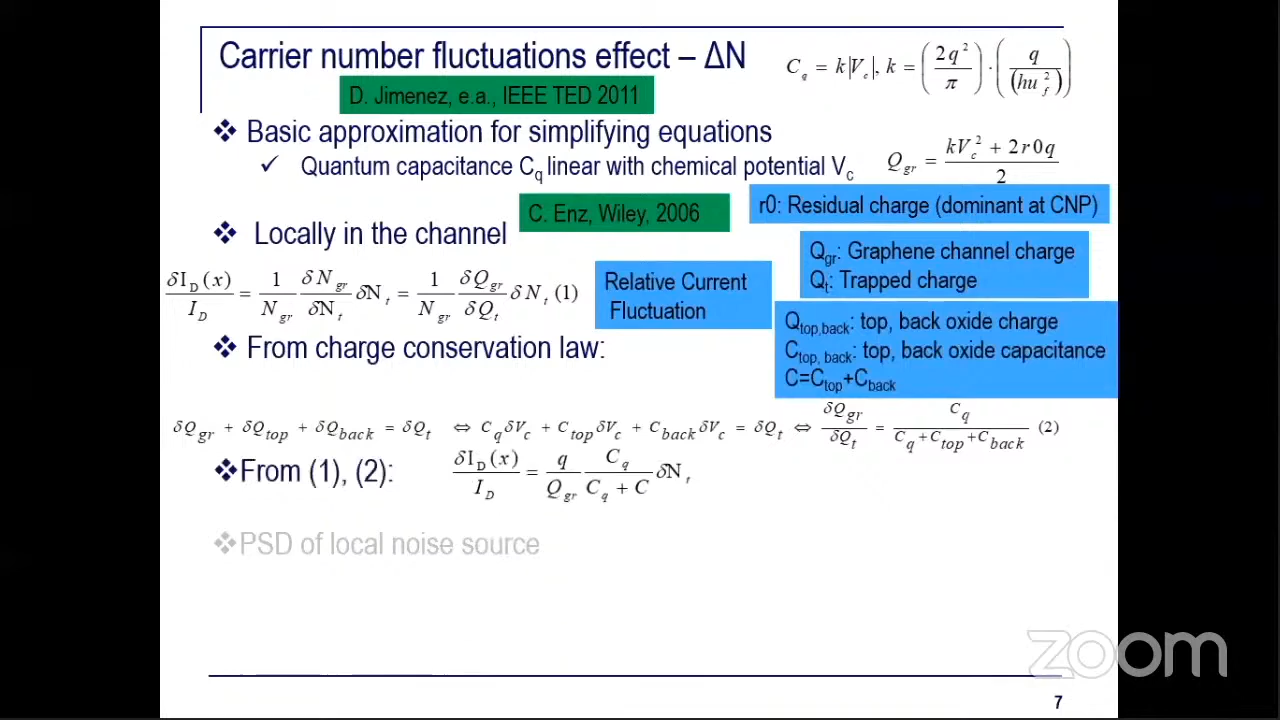 Carrier number fluctuations effect – ΔN
C_q = k|V_c|, k = (2q²/π) · (q/(hu_f²))
D. Jimenez, e.a., IEEE TED 2011
❖ Basic approximation for simplifying equations
✓ Quantum capacitance C_q linear with chemical potential V_c
Q_gr = (kV_c² + 2r0q)/2
r0: Residual charge (dominant at CNP)
C. Enz, Wiley, 2006
❖ Locally in the channel
Q_gr: Graphene channel charge
Q_t: Trapped charge
δI_D(x)/I_D = 1/N_gr δN_gr/δN_t δN_t = 1/N_gr δQ_gr/δQ_t δN_t (1)
Relative Current
Fluctuation
Q_top,back: top, back oxide charge
C_top, back: top, back oxide capacitance
C=C_top+C_back
❖ From charge conservation law:
δQ_gr + δQ_top + δQ_back = δQ_t ⇔ C_qδV_c + C_topδV_c + C_backδV_c = δQ_t ⇔ δQ_gr/δQ_t = C_q/(C_q+C_top+C_back) (2)
❖From (1), (2): δI_D(x)/I_D = q/Q_gr C_q/(C_q + C) δN_t
❖PSD of local noise source
zoom
7